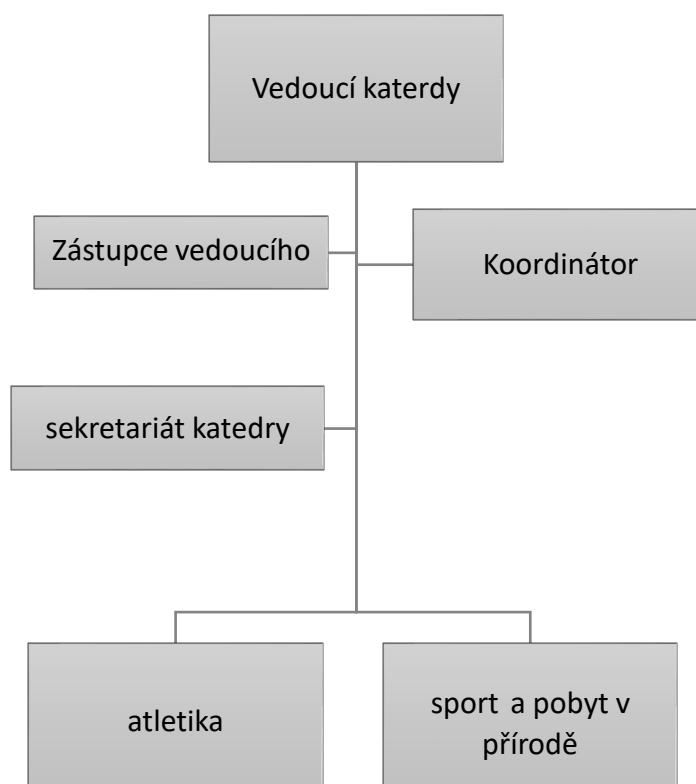 Vedoucí katerdy
Zástupce vedoucího
Koordinátor
sekretariát katedry
atletika
sport a pobyt v
přírodě